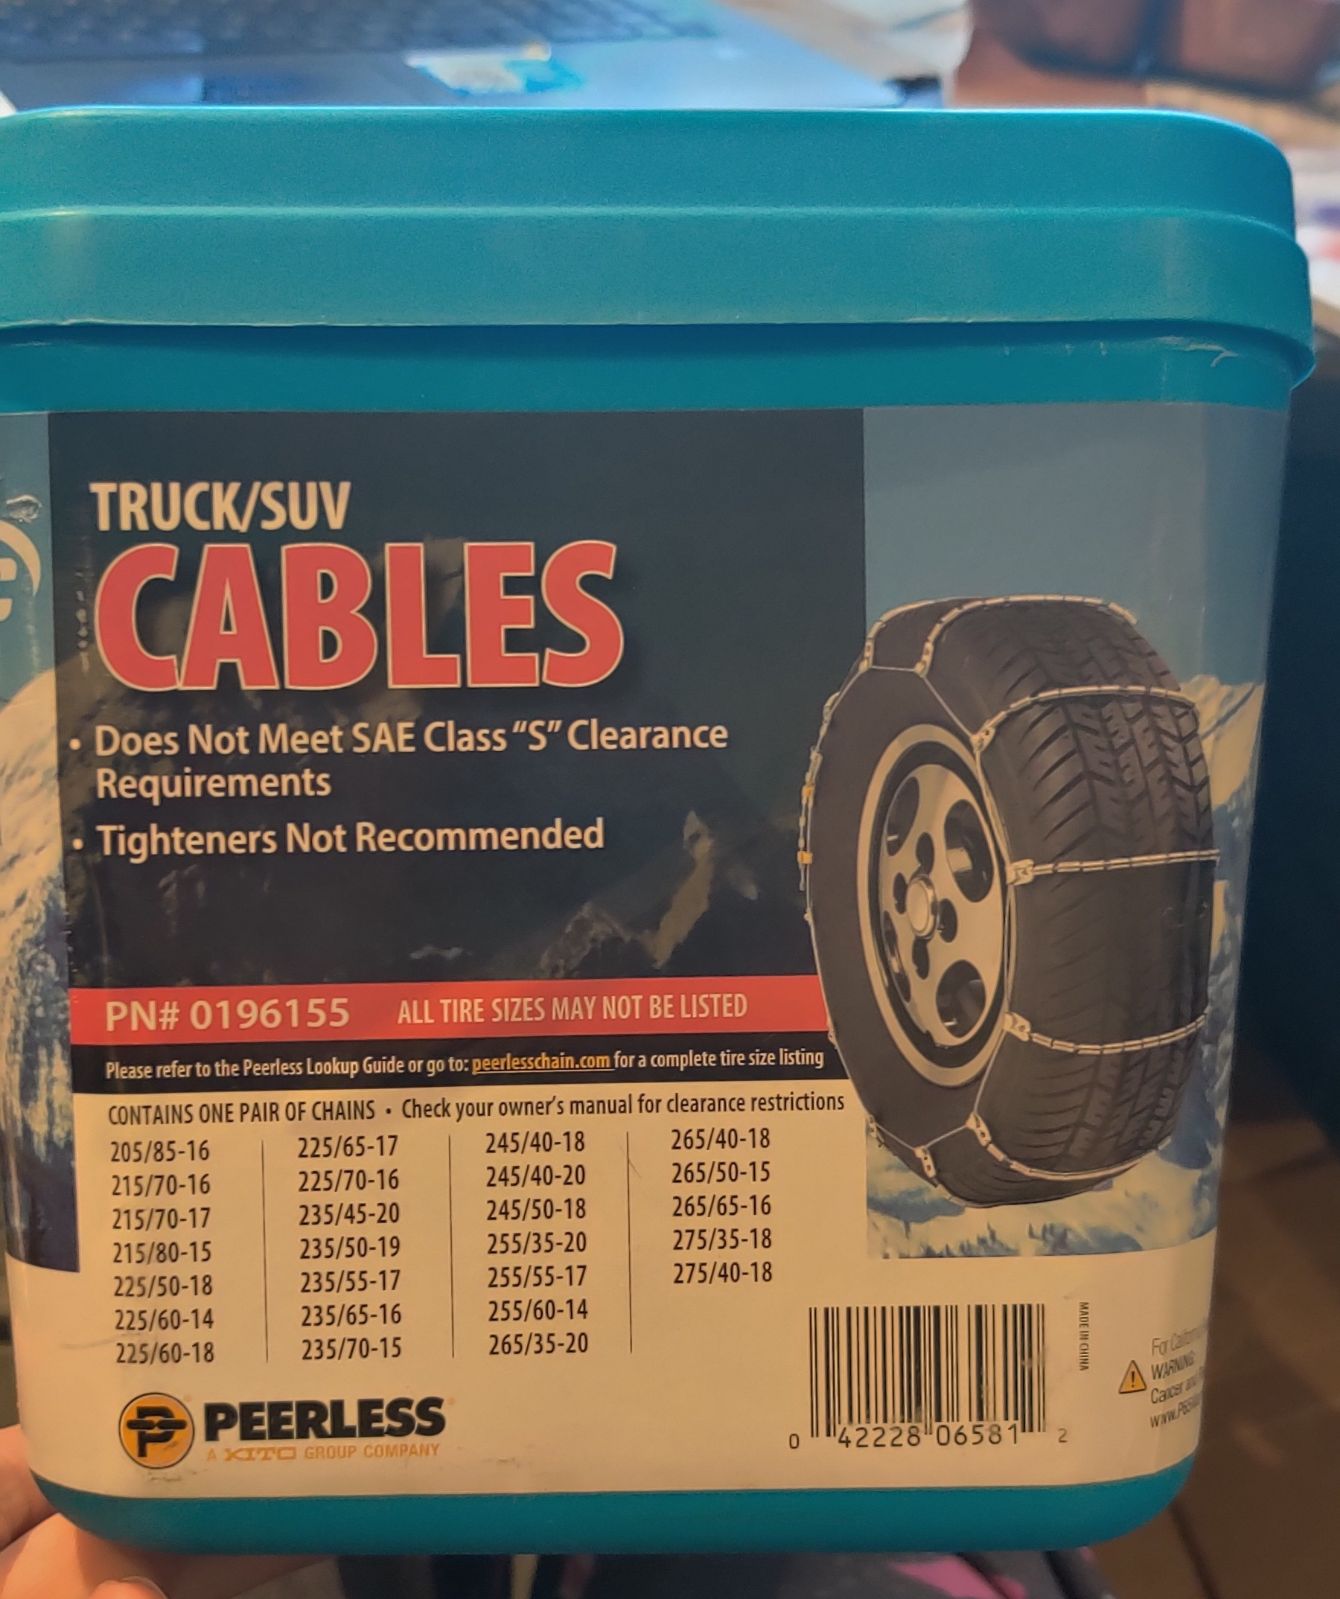 TRUCK/SUV
CABLES
• Does Not Meet SAE Class "S" Clearance
Requirements
• Tighteners Not Recommended
PN# 0196155 ALL TIRE SIZES MAY NOT BE LISTED
Please refer to the Peerless Lookup Guide or go to: peerlesschain.com for a complete tire size listing
CONTAINS ONE PAIR OF CHAINS • Check your owner's manual for clearance restrictions
205/85-16
215/70-16
215/70-17
215/80-15
225/50-18
225/60-14
225/60-18
225/65-17
225/70-16
235/45-20
235/50-19
235/55-17
235/65-16
235/70-15
245/40-18
245/40-20
245/50-18
255/35-20
255/55-17
255/60-14
265/35-20
265/40-18
265/50-15
265/65-16
275/35-18
275/40-18
P PEERLESS
A KITO GROUP COMPANY
0 42228 06581 2
MADE IN CHINA
For
WARNING:
Cancer and